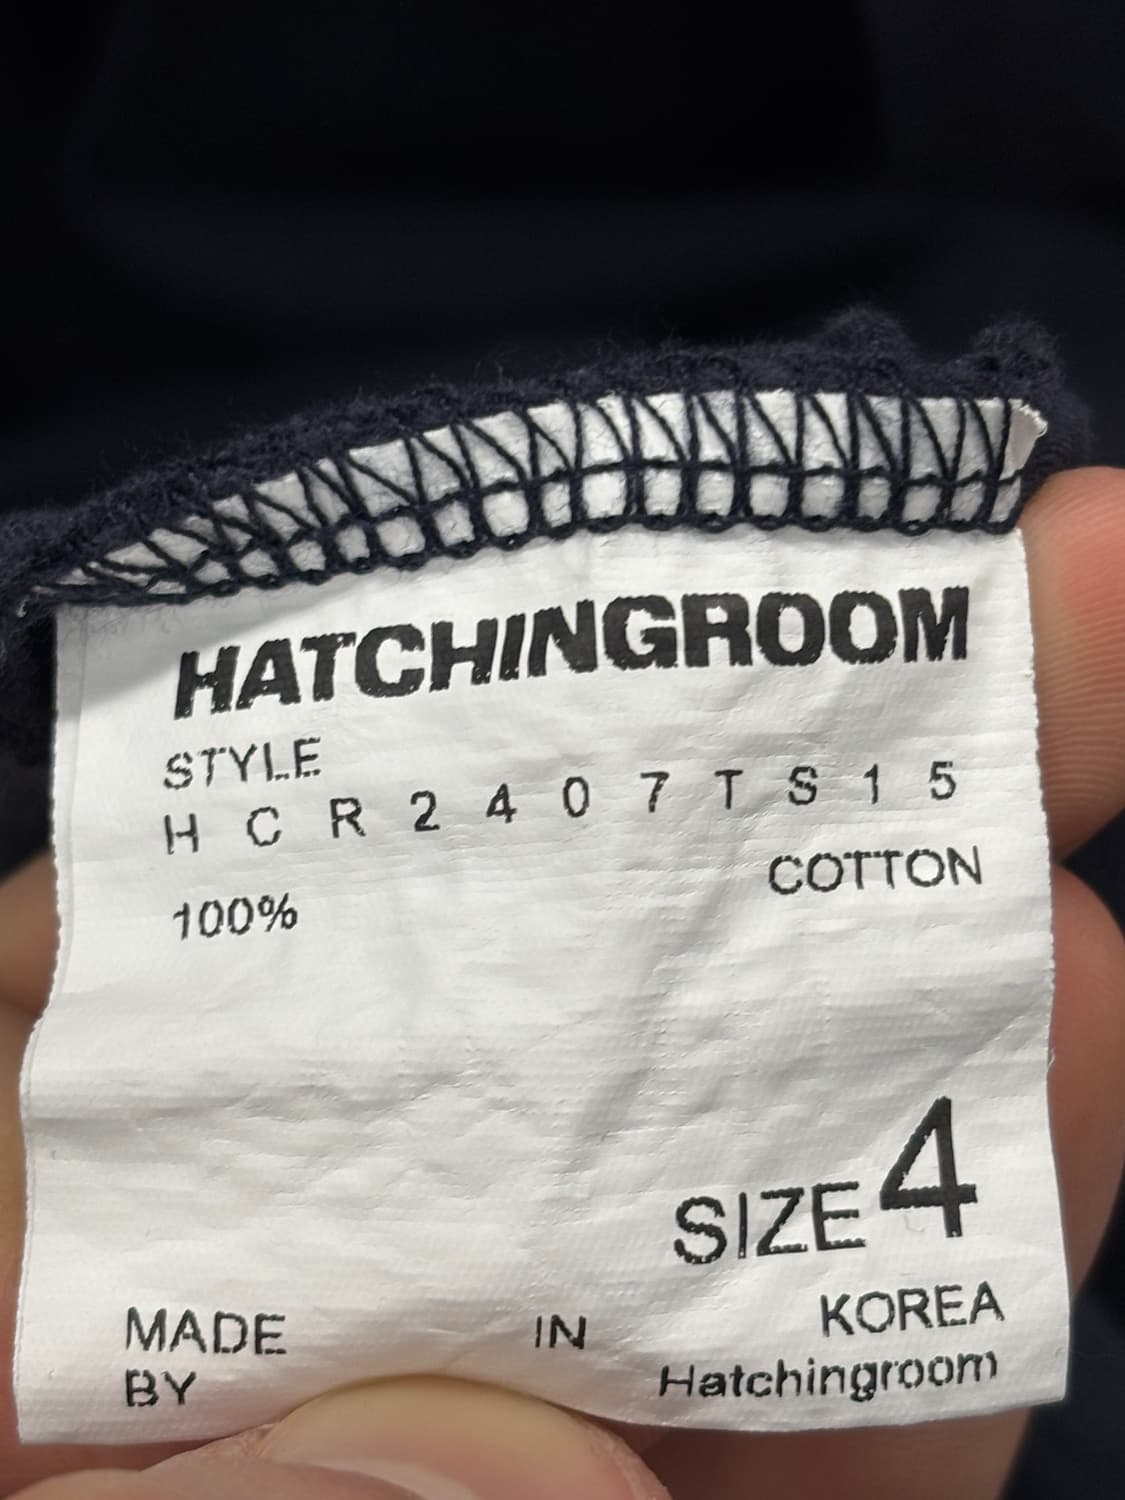 HATCHINGROOM
STYLE
H C R 2 4 0 7 T S 1 5
100% COTTON
SIZE 4
MADE IN KOREA
BY Hatchingroom